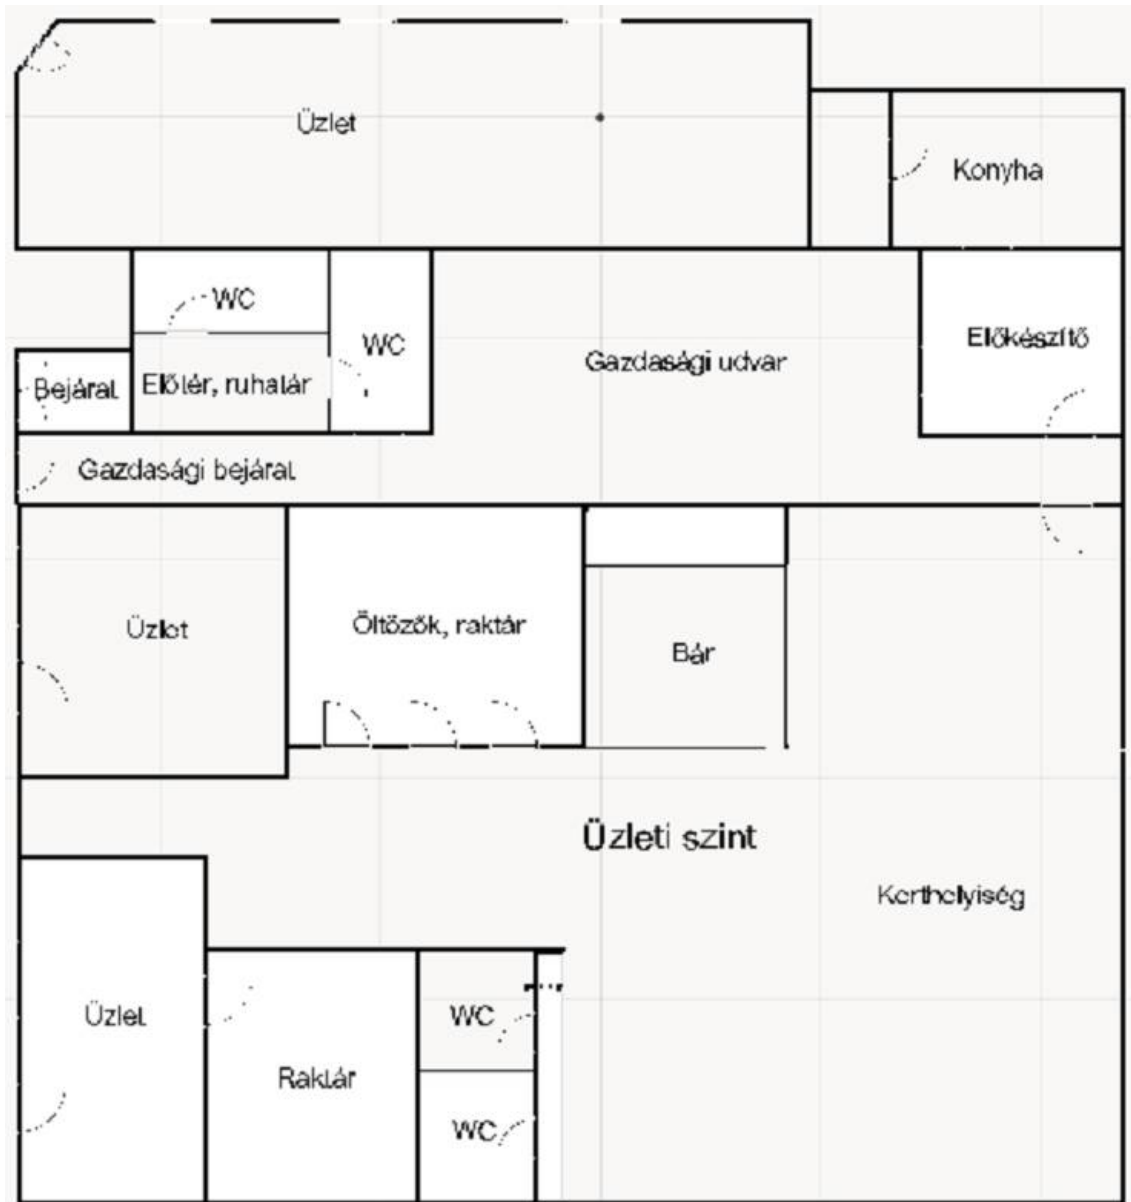 Üzlet
Konyha
WC
WC
Előkészítő
Gazdasági udvar
Bejárat
Előtér, ruhatár
Gazdasági bejárat
Üzlet
Öltözők, raktár
Bár
Üzleti szint
Kerthelyiség
Üzlet
WC
Raktár
WC